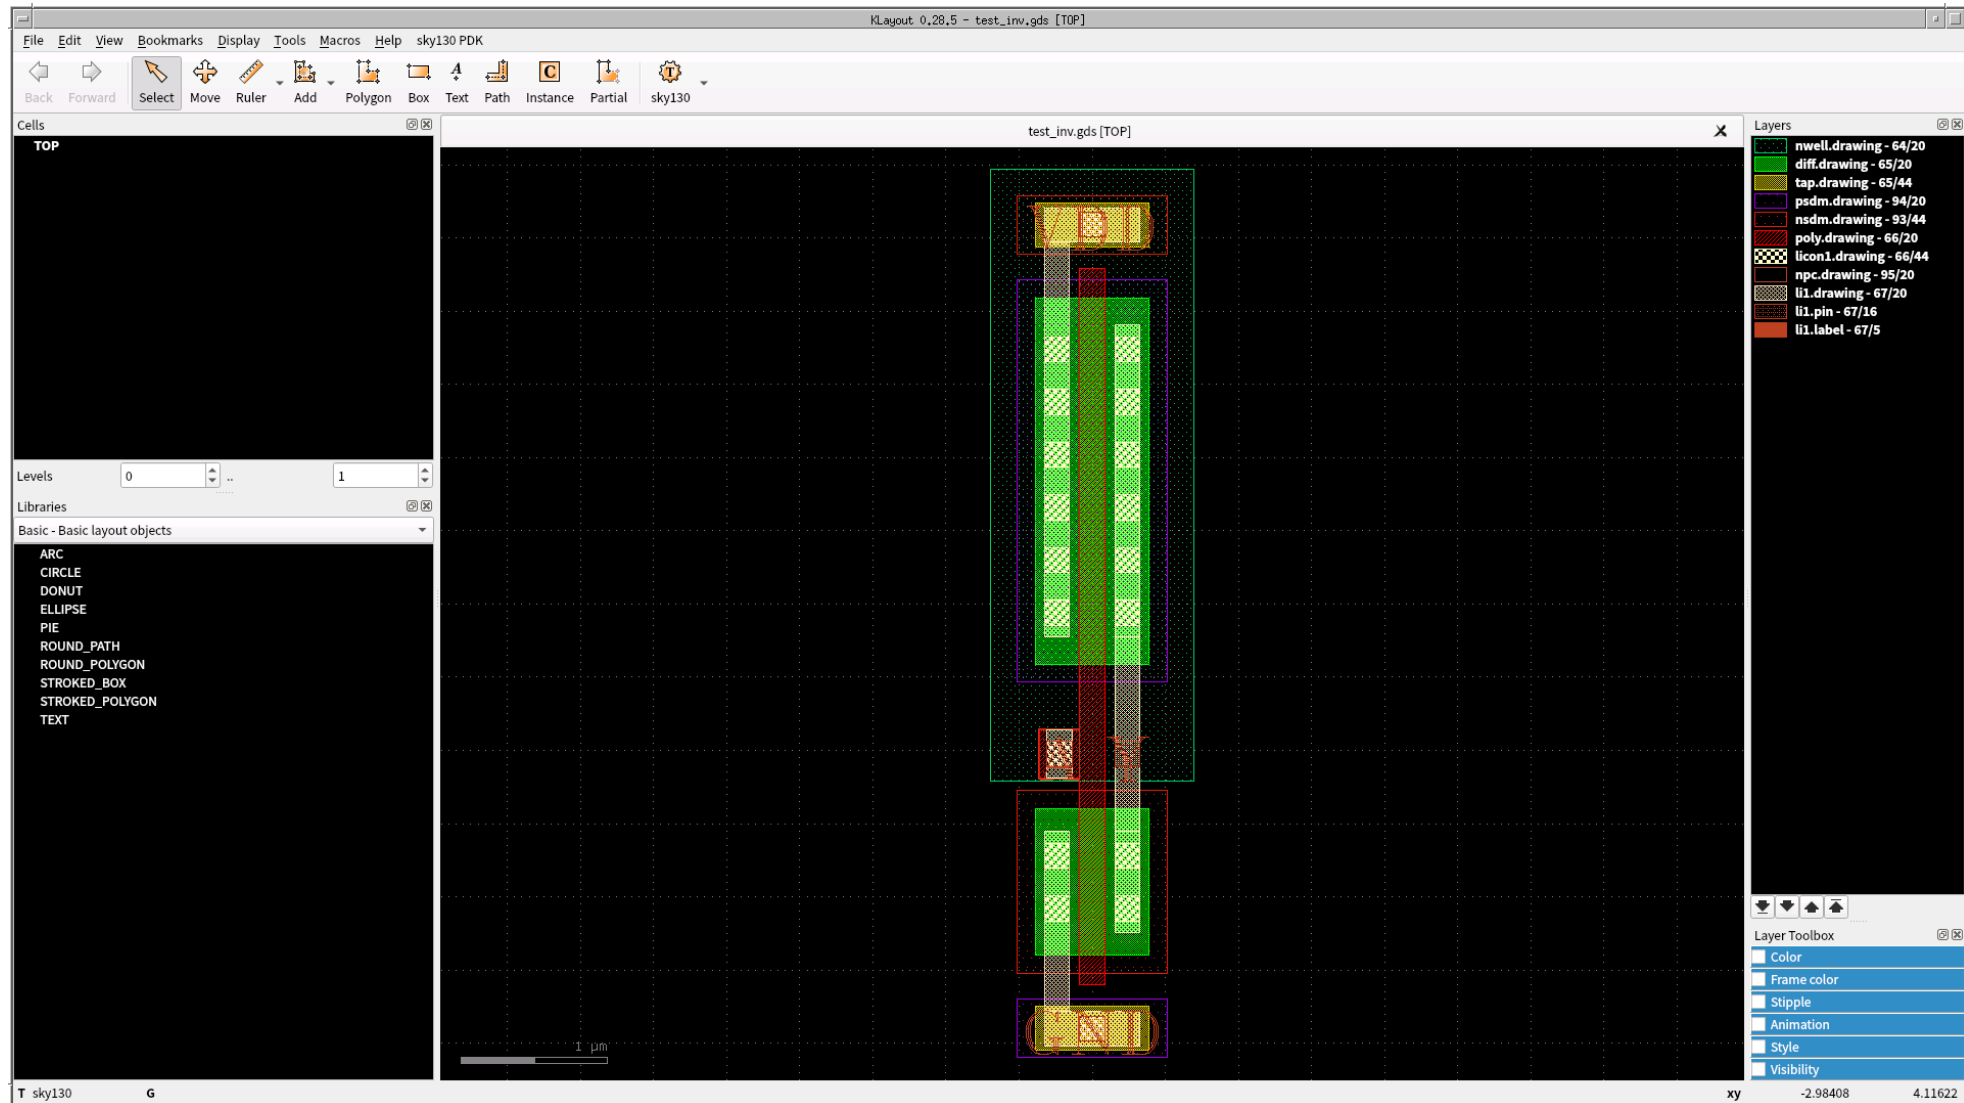 KLayout 0.28.5 - test_inv.gds [TOP]
File Edit View Bookmarks Display Tools Macros Help sky130 PDK
Back Forward Select Move Ruler Add Polygon Box Text Path Instance Partial sky130
Cells
TOP
Levels 0 .. 1
Libraries
Basic - Basic layout objects
ARC
CIRCLE
DONUT
ELLIPSE
PIE
ROUND_PATH
ROUND_POLYGON
STROKED_BOX
STROKED_POLYGON
TEXT
test_inv.gds [TOP]
VDD
Y
GND
1 µm
Layers
nwell.drawing - 64/20
diff.drawing - 65/20
tap.drawing - 65/44
psdm.drawing - 94/20
nsdm.drawing - 93/44
poly.drawing - 66/20
licon1.drawing - 66/44
npc.drawing - 95/20
li1.drawing - 67/20
li1.pin - 67/16
li1.label - 67/5
Layer Toolbox
Color
Frame color
Stipple
Animation
Style
Visibility
T sky130 G xy -2.98408 4.11622